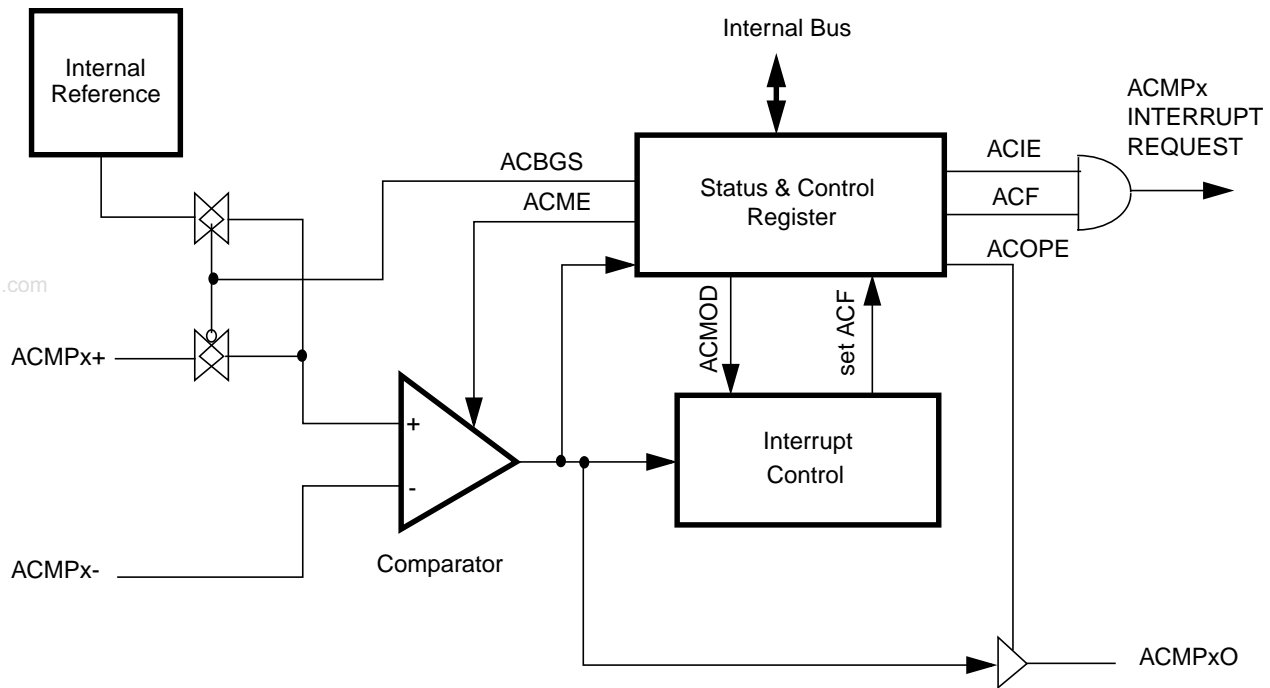 Internal Bus
Internal
Reference
ACMPx
INTERRUPT
REQUEST
ACBGS
ACME
Status & Control
Register
ACIE
ACF
ACOPE
.com
ACMOD
set ACF
ACMPx+
+
-
Interrupt
Control
Comparator
ACMPx-
ACMPxO